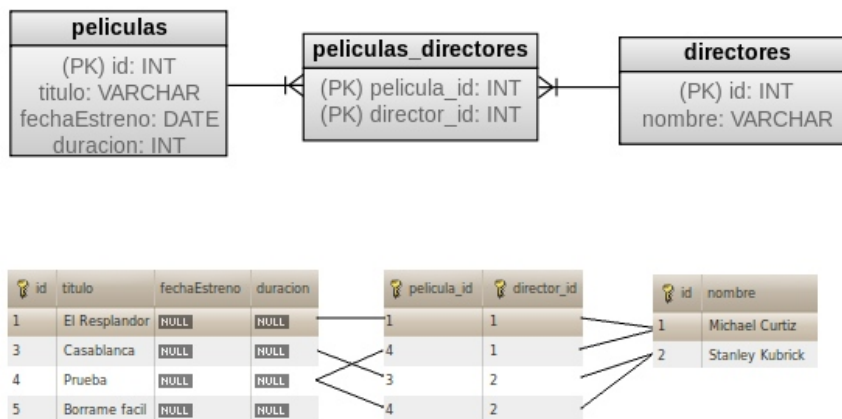 peliculas
(PK) id: INT
titulo: VARCHAR
fechaEstreno: DATE
duracion: INT
peliculas_directores
(PK) pelicula_id: INT
(PK) director_id: INT
directores
(PK) id: INT
nombre: VARCHAR
id titulo fechaEstreno duracion
1 El Resplandor NULL NULL
3 Casablanca NULL NULL
4 Prueba NULL NULL
5 Borrame facil NULL NULL
pelicula_id director_id
1 1
4 1
3 2
4 2
id nombre
1 Michael Curtiz
2 Stanley Kubrick